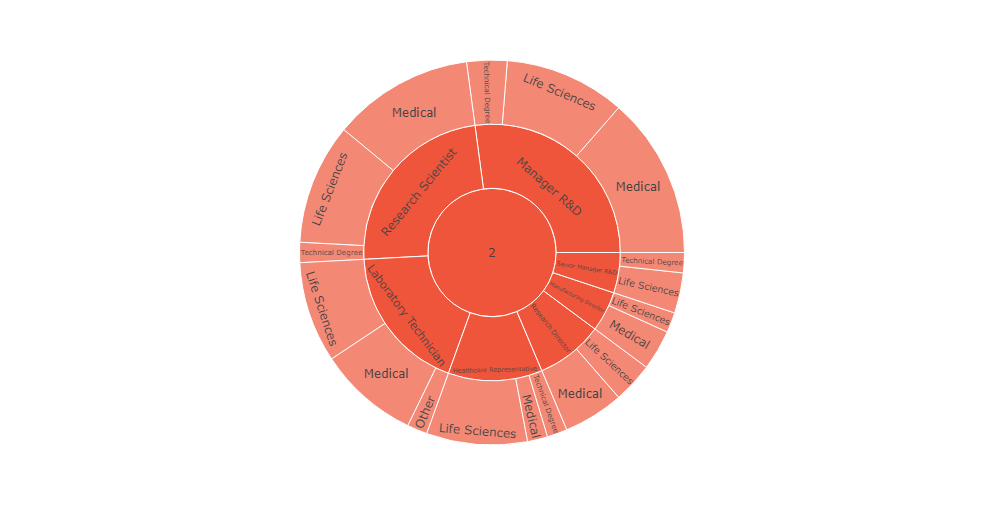 2
Manager R&D
Medical
Life Sciences
Technical Degree
Research Scientist
Medical
Life Sciences
Technical Degree
Laboratory Technician
Life Sciences
Medical
Other
Healthcare Representative
Life Sciences
Medical
Technical Degree
Research Director
Medical
Life Sciences
Manufacturing Director
Medical
Life Sciences
Senior Manager R&D
Life Sciences
Technical Degree